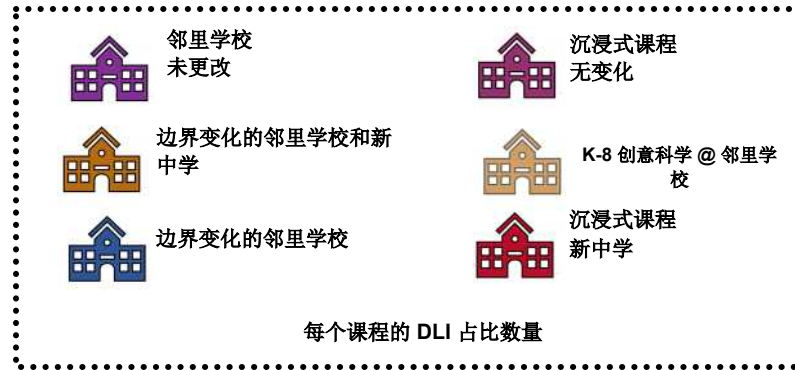 邻里学校
未更改
边界变化的邻里学校和新
中学
边界变化的邻里学校
沉浸式课程
无变化
K-8 创意科学 @ 邻里学
校
沉浸式课程
新中学
每个课程的 DLI 占比数量